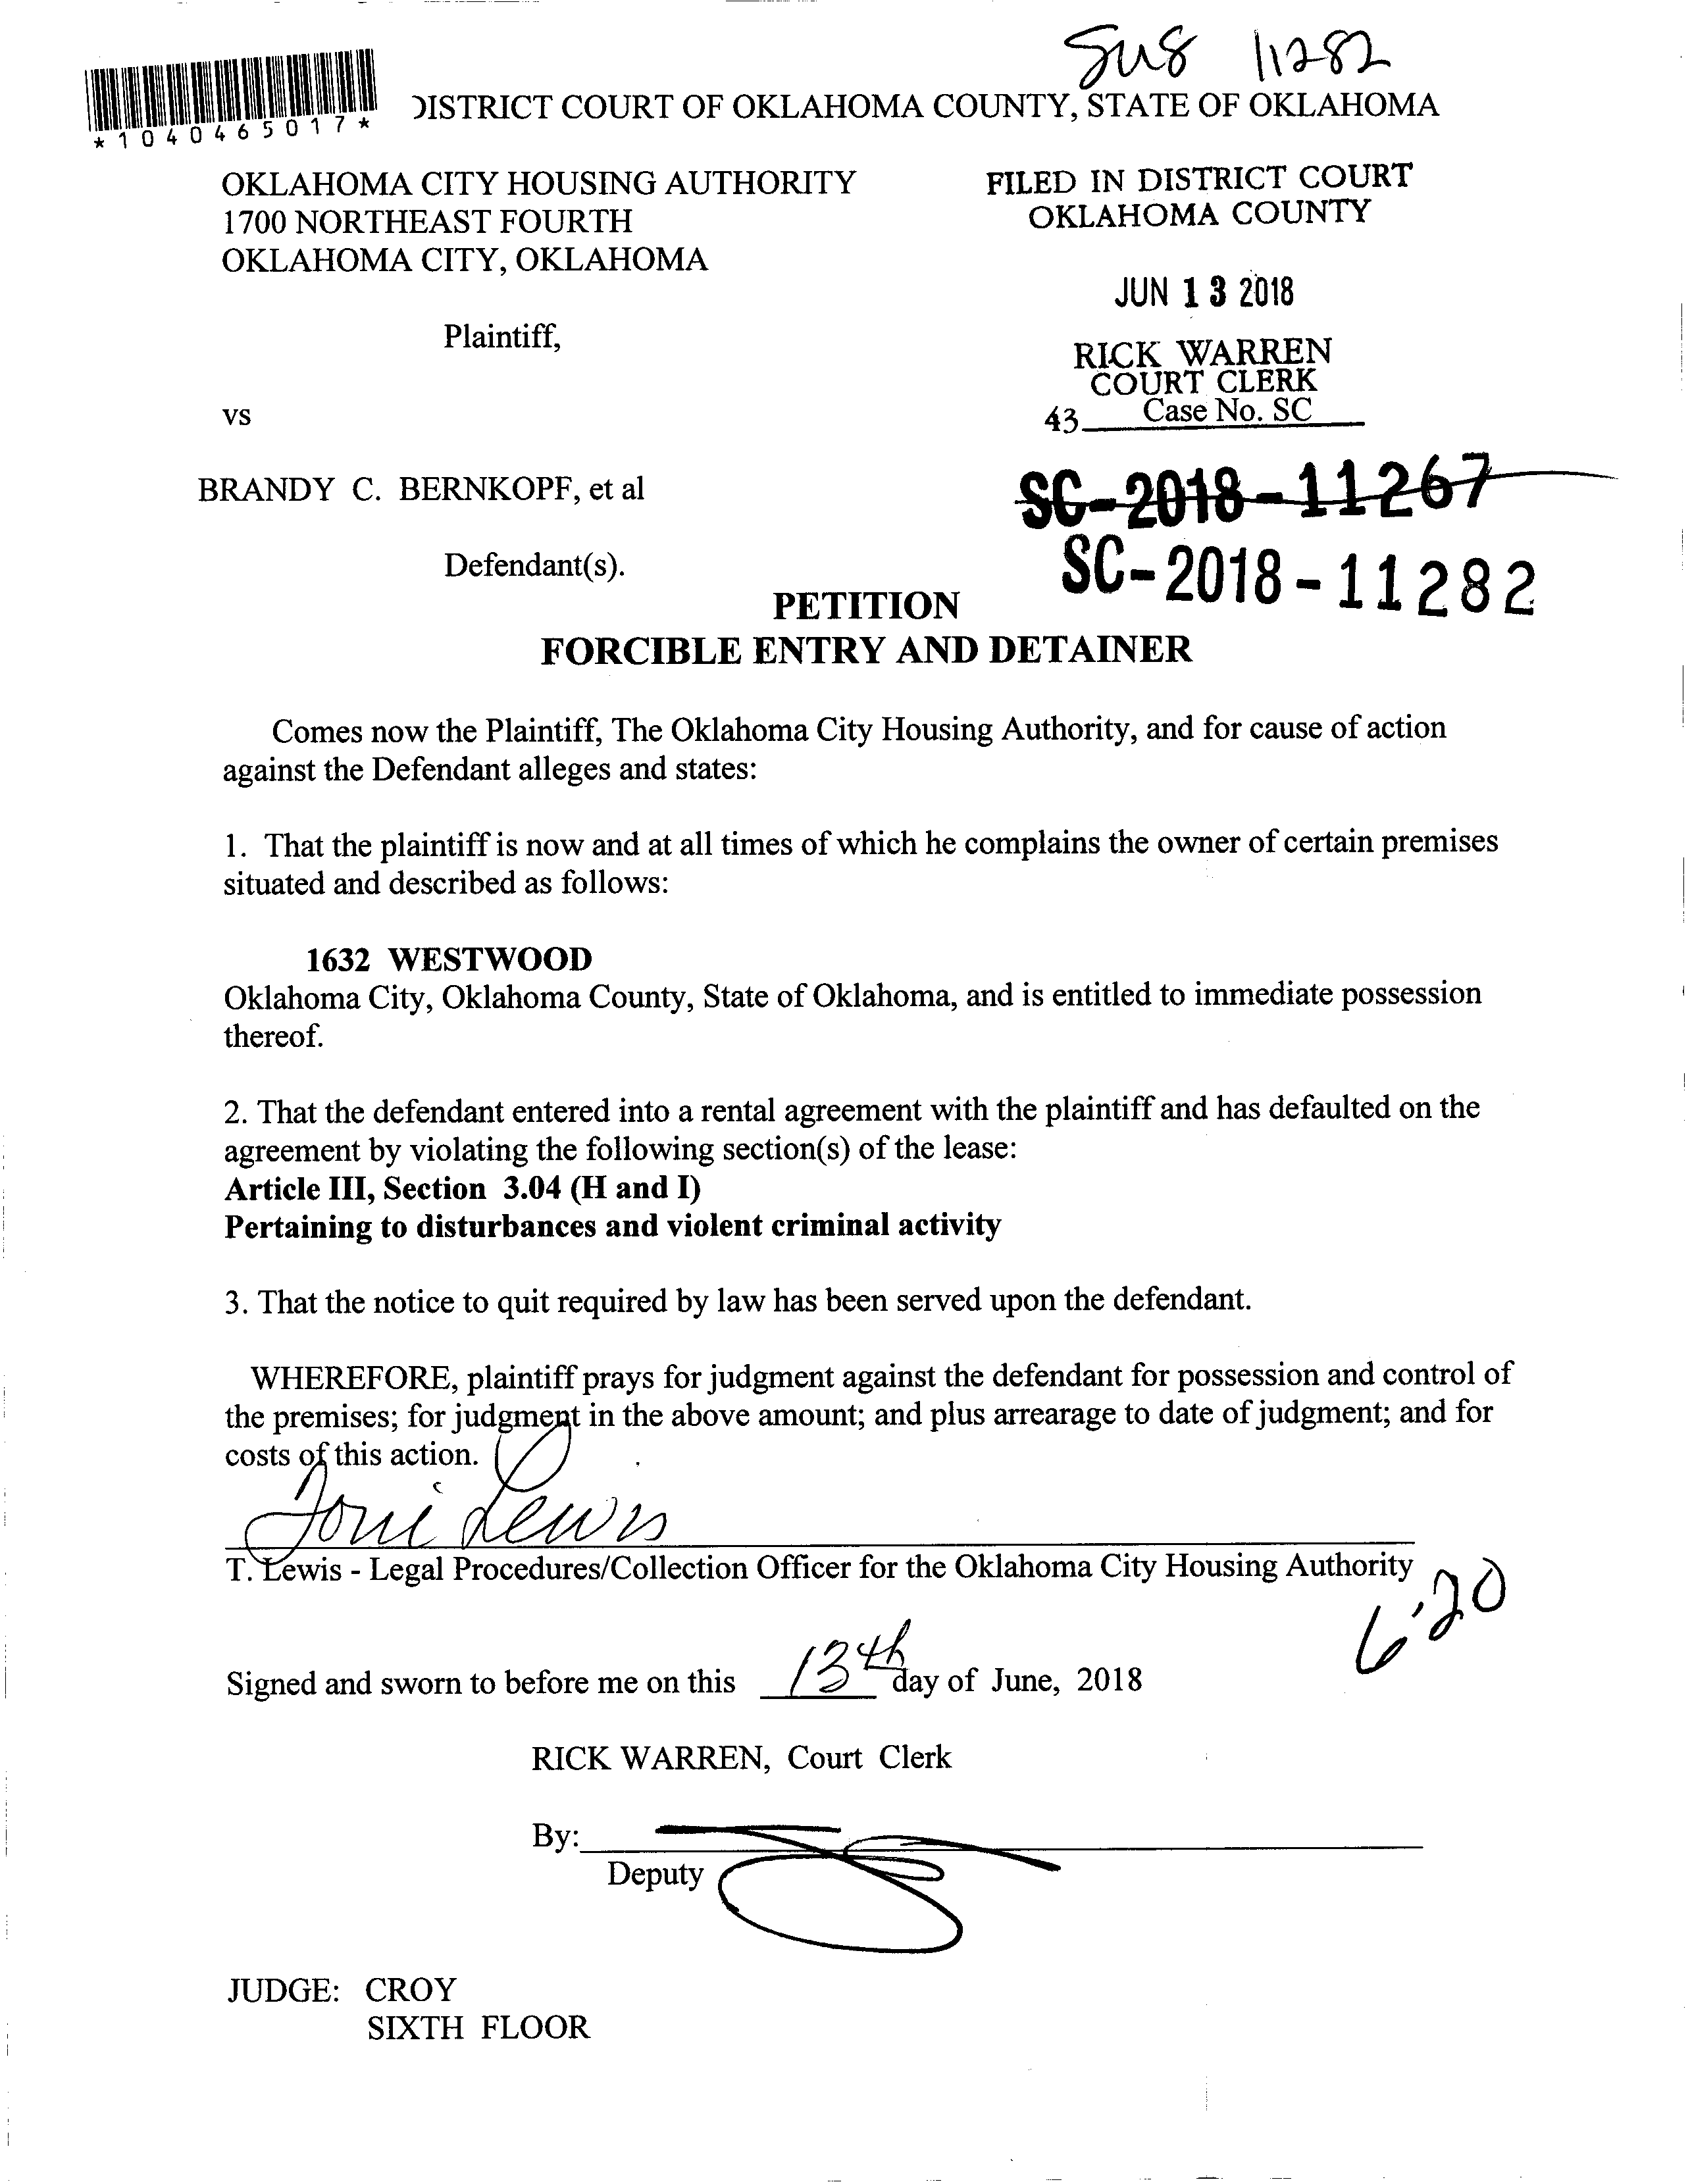 SU8 11282
*1040465017*
DISTRICT COURT OF OKLAHOMA COUNTY, STATE OF OKLAHOMA
OKLAHOMA CITY HOUSING AUTHORITY
1700 NORTHEAST FOURTH
OKLAHOMA CITY, OKLAHOMA
FILED IN DISTRICT COURT
OKLAHOMA COUNTY
JUN 13 2018
Plaintiff,
RICK WARREN
COURT CLERK
43 Case No. SC
vs
BRANDY C. BERNKOPF, et al
SC-2018-11267
SC-2018-11282
Defendant(s).
PETITION
FORCIBLE ENTRY AND DETAINER
Comes now the Plaintiff, The Oklahoma City Housing Authority, and for cause of action
against the Defendant alleges and states:
1. That the plaintiff is now and at all times of which he complains the owner of certain premises
situated and described as follows:
1632 WESTWOOD
Oklahoma City, Oklahoma County, State of Oklahoma, and is entitled to immediate possession
thereof.
2. That the defendant entered into a rental agreement with the plaintiff and has defaulted on the
agreement by violating the following section(s) of the lease:
Article III, Section 3.04 (H and I)
Pertaining to disturbances and violent criminal activity
3. That the notice to quit required by law has been served upon the defendant.
WHEREFORE, plaintiff prays for judgment against the defendant for possession and control of
the premises; for judgment in the above amount; and plus arrearage to date of judgment; and for
costs of this action.
Toni Lewis
T. Lewis - Legal Procedures/Collection Officer for the Oklahoma City Housing Authority
6.20
Signed and sworn to before me on this 13th day of June, 2018
RICK WARREN, Court Clerk
By:
Deputy
JUDGE: CROY
SIXTH FLOOR